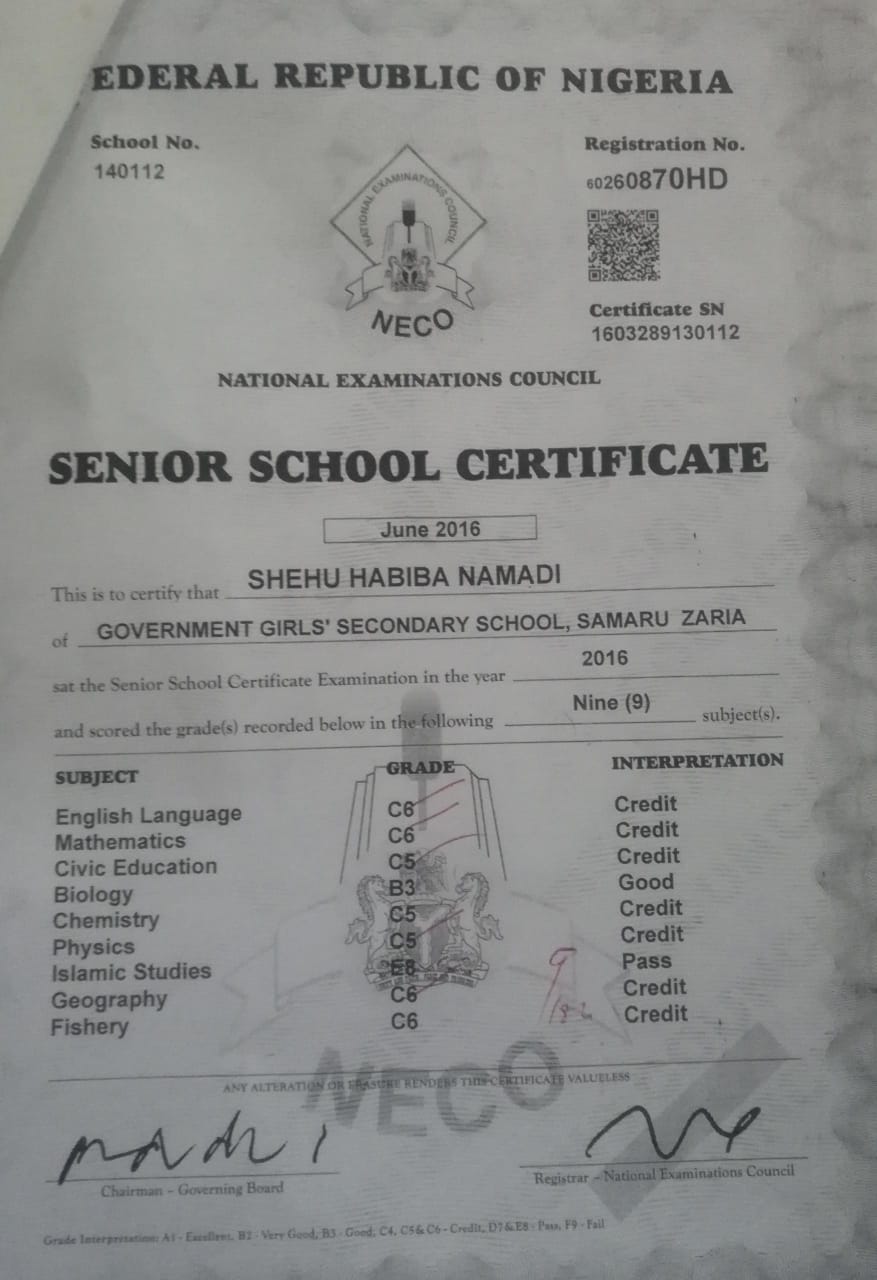 EDERAL REPUBLIC OF NIGERIA
School No.
140112
Registration No.
60260870HD
NATIONAL EXAMINATIONS COUNCIL
NECO
Certificate SN
1603289130112
NATIONAL EXAMINATIONS COUNCIL
SENIOR SCHOOL CERTIFICATE
June 2016
This is to certify that SHEHU HABIBA NAMADI
of GOVERNMENT GIRLS' SECONDARY SCHOOL, SAMARU ZARIA
sat the Senior School Certificate Examination in the year 2016
and scored the grade(s) recorded below in the following Nine (9) subject(s).
SUBJECT GRADE INTERPRETATION
English Language C6 Credit
Mathematics C6 Credit
Civic Education C5 Credit
Biology B3 Good
Chemistry C5 Credit
Physics C5 Credit
Islamic Studies E8 Pass
Geography C6 Credit
Fishery C6 Credit
NECO
ANY ALTERATION OR ERASURE RENDERS THIS CERTIFICATE VALUELESS
Chairman – Governing Board
Registrar – National Examinations Council
Grade Interpretation: A1 - Excellent, B2 - Very Good, B3 - Good, C4, C5 & C6 - Credit, D7 & E8 - Pass, F9 - Fail